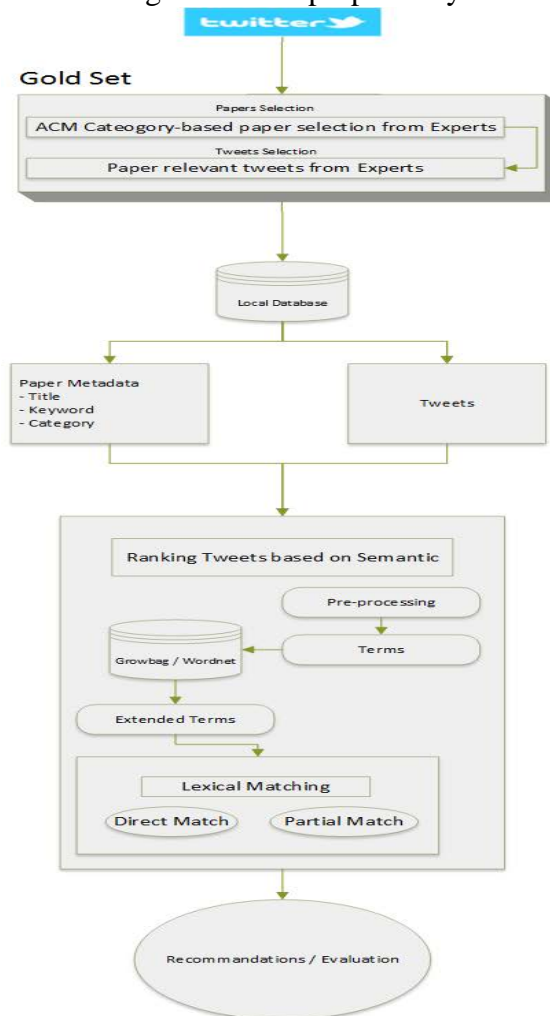 twitter
Gold Set
Papers Selection
ACM Cateogory-based paper selection from Experts
Tweets Selection
Paper relevant tweets from Experts
Local Database
Paper Metadata
- Title
- Keyword
- Category
Tweets
Ranking Tweets based on Semantic
Pre-processing
Growbag / Wordnet
Terms
Extended Terms
Lexical Matching
Direct Match
Partial Match
Recommandations / Evaluation